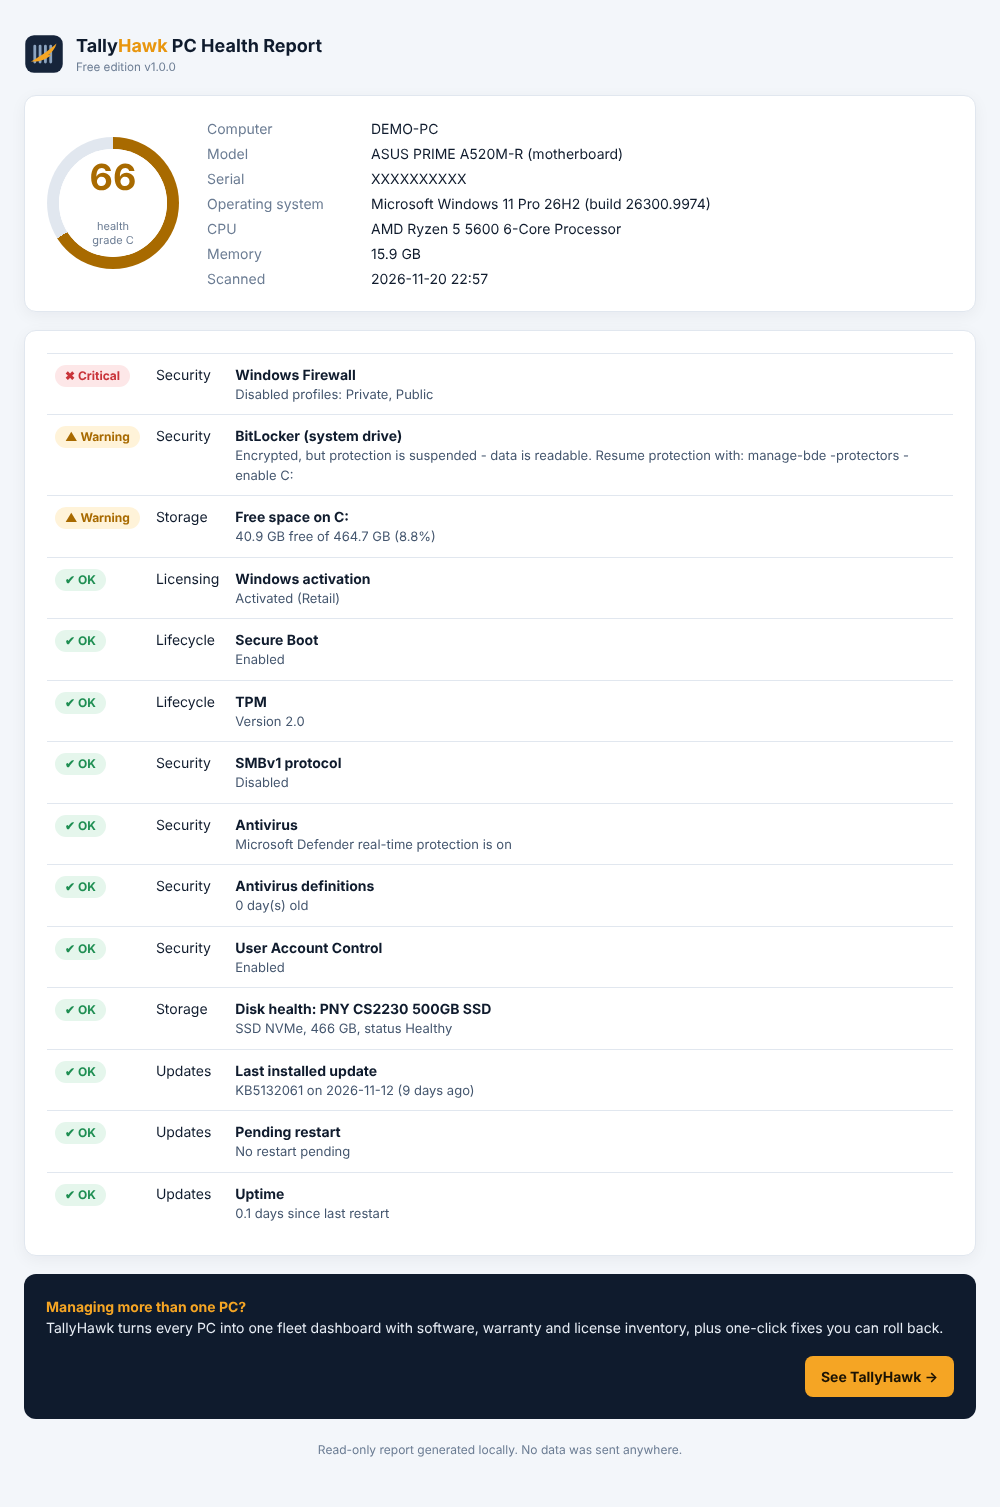 TallyHawk PC Health Report
Free edition v1.0.0
66
health
grade C
Computer DEMO-PC
Model ASUS PRIME A520M-R (motherboard)
Serial XXXXXXXXXX
Operating system Microsoft Windows 11 Pro 26H2 (build 26300.9974)
CPU AMD Ryzen 5 5600 6-Core Processor
Memory 15.9 GB
Scanned 2026-11-20 22:57
✖ Critical Security Windows Firewall
Disabled profiles: Private, Public
▲ Warning Security BitLocker (system drive)
Encrypted, but protection is suspended - data is readable. Resume protection with: manage-bde -protectors -
enable C:
▲ Warning Storage Free space on C:
40.9 GB free of 464.7 GB (8.8%)
✔ OK Licensing Windows activation
Activated (Retail)
✔ OK Lifecycle Secure Boot
Enabled
✔ OK Lifecycle TPM
Version 2.0
✔ OK Security SMBv1 protocol
Disabled
✔ OK Security Antivirus
Microsoft Defender real-time protection is on
✔ OK Security Antivirus definitions
0 day(s) old
✔ OK Security User Account Control
Enabled
✔ OK Storage Disk health: PNY CS2230 500GB SSD
SSD NVMe, 466 GB, status Healthy
✔ OK Updates Last installed update
KB5132061 on 2026-11-12 (9 days ago)
✔ OK Updates Pending restart
No restart pending
✔ OK Updates Uptime
0.1 days since last restart
Managing more than one PC?
TallyHawk turns every PC into one fleet dashboard with software, warranty and license inventory, plus one-click fixes you can roll back.
See TallyHawk →
Read-only report generated locally. No data was sent anywhere.